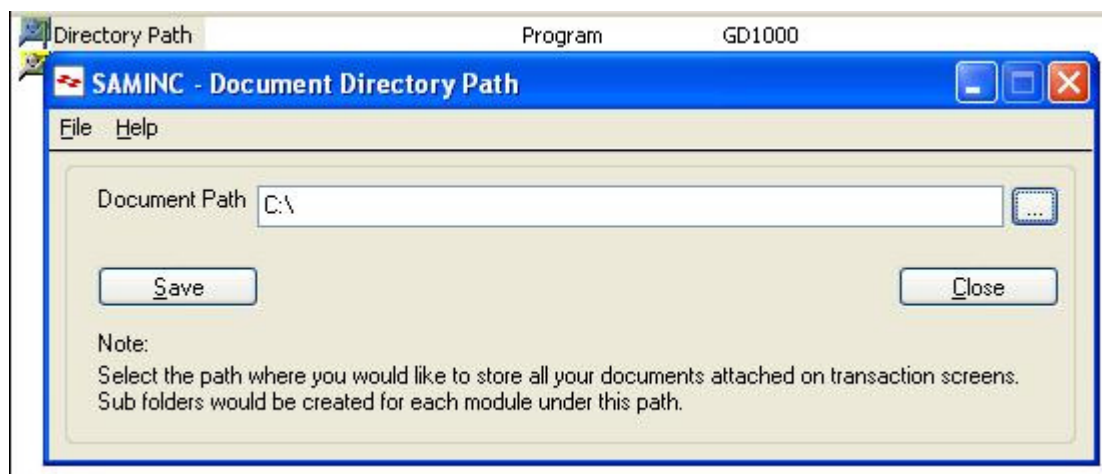 Directory Path Program GD1000
SAMINC - Document Directory Path
File Help
Document Path C:\ ...
Save Close
Note:
Select the path where you would like to store all your documents attached on transaction screens.
Sub folders would be created for each module under this path.